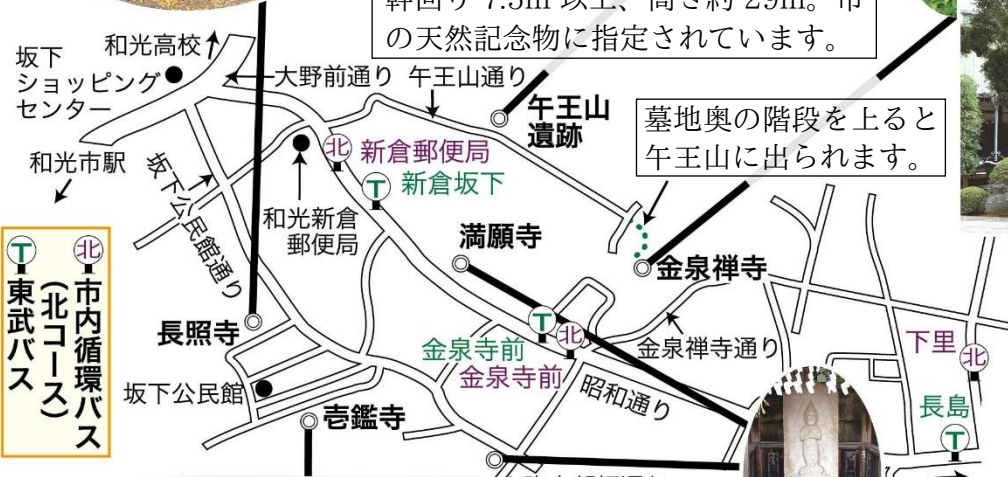 の天然記念物に指定されています。
和光高校
坂下
ショッピング
センター
大野前通り
午王山通り
午王山
遺跡
墓地奥の階段を上ると
午王山に出られます。
和光市駅
坂下公民館通り
北
新倉郵便局
T
新倉坂下
和光新倉
郵便局
満願寺
金泉禅寺
北
市内循環バス
(北コース)
T
東武バス
長照寺
T
金泉寺前
北
金泉寺前
金泉禅寺通り
昭和通り
下里
北
長島
T
坂下公民館
壱鑑寺